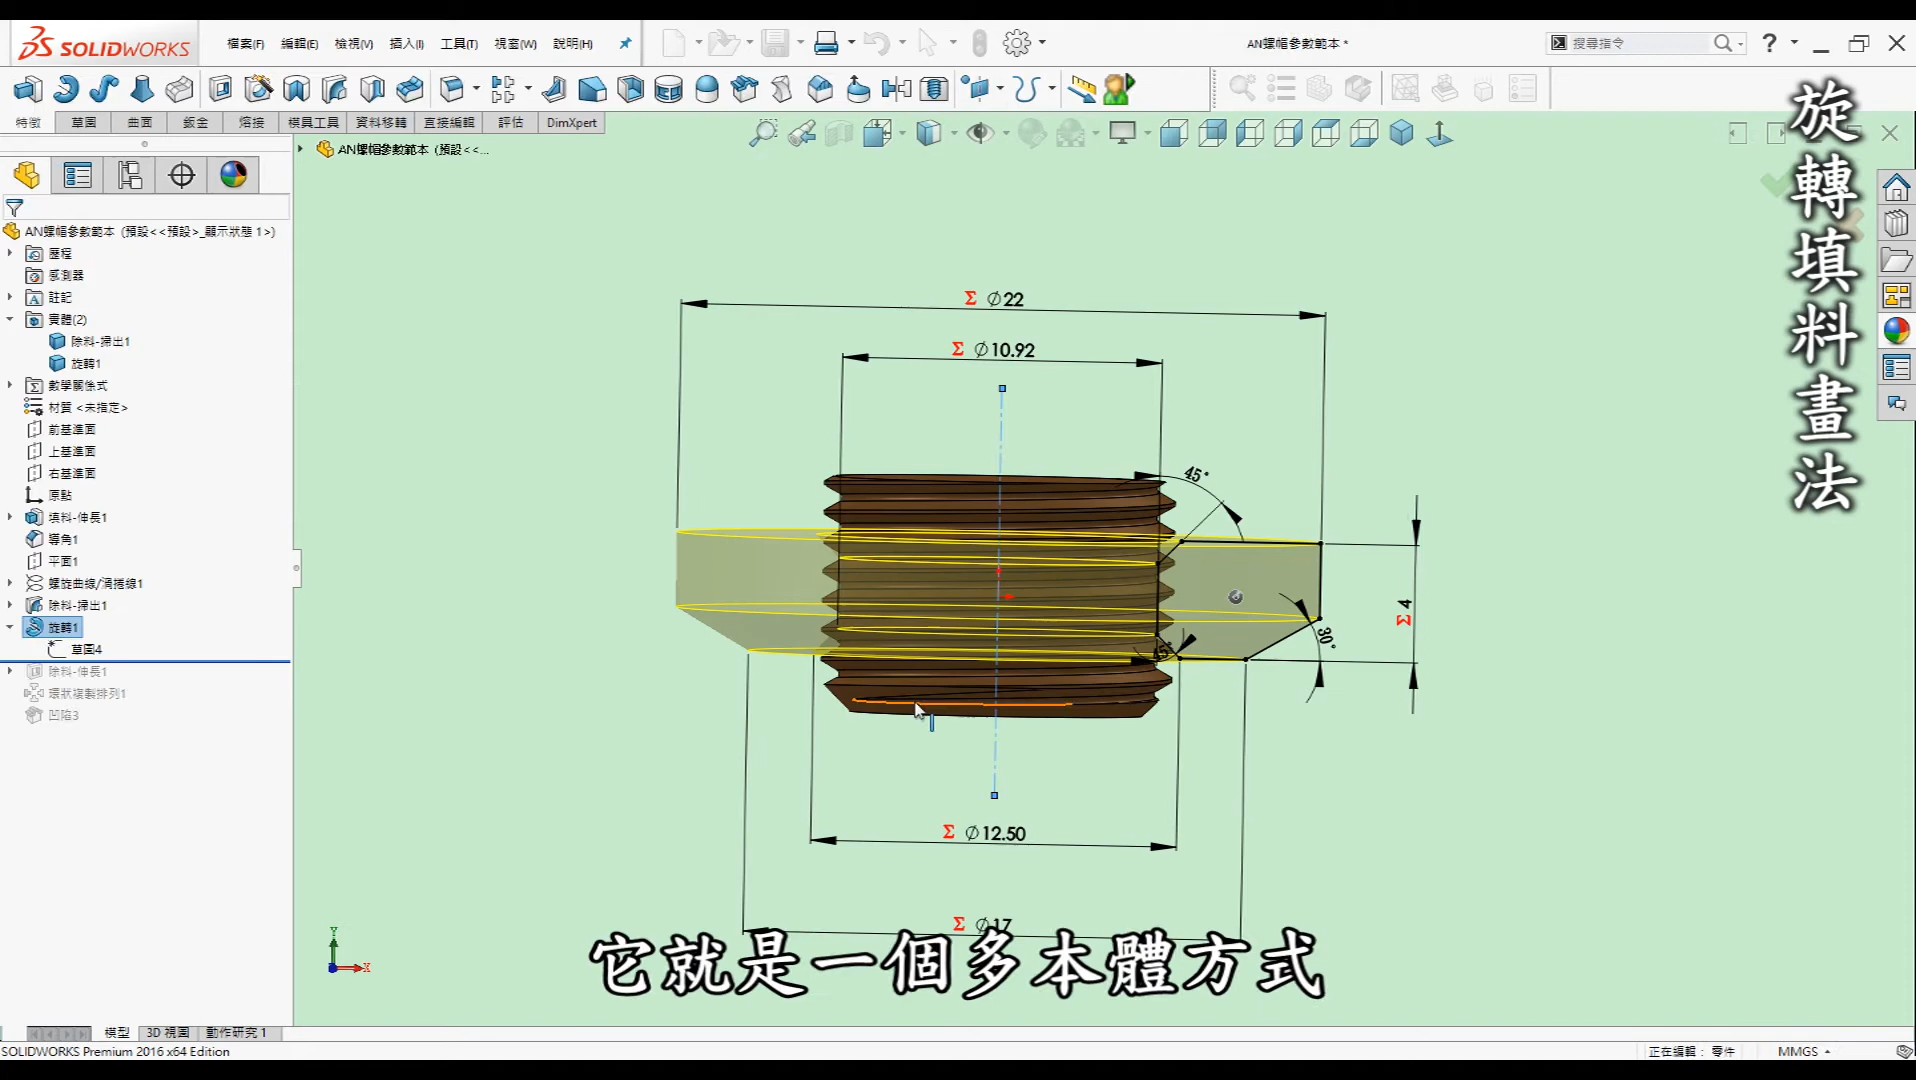 SOLIDWORKS
檔案(F) 編輯(E) 檢視(V) 插入(I) 工具(T) 視窗(W) 說明(H)
AN螺帽參數範本 *
搜尋指令
特徵 草圖 曲面 鈑金 熔接 模具工具 資料移轉 直接編輯 評估 DimXpert
AN螺帽參數範本 (預設<<...
AN螺帽參數範本 (預設<<預設>_顯示狀態 1>)
歷程
感測器
註記
實體(2)
除料-掃出1
旋轉1
數學關係式
材質 <未指定>
前基準面
上基準面
右基準面
原點
填料-伸長1
導角1
平面1
螺旋曲線/渦捲線1
除料-掃出1
旋轉1
草圖4
除料-伸長1
環狀複製排列1
凹陷3
Σ ∅22
Σ ∅10.92
45°
Σ 4
30°
45°
Σ ∅12.50
Σ ∅17
Y
X
旋轉填料畫法
它就是一個多本體方式
模型 3D 視圖 動作研究 1
SOLIDWORKS Premium 2016 x64 Edition
正在編輯： 零件
MMGS